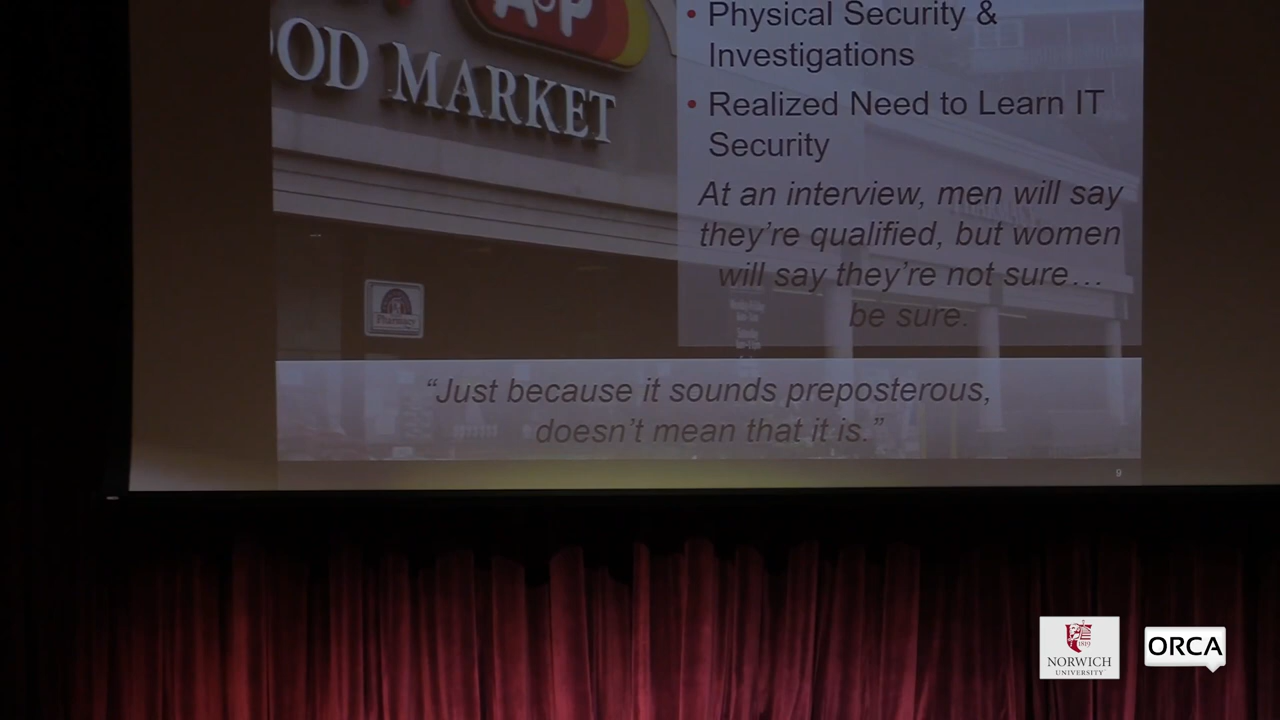 A&P
OD MARKET
• Physical Security &
Investigations
• Realized Need to Learn IT
Security
At an interview, men will say
they're qualified, but women
will say they're not sure…
be sure.
Pharmacy
“Just because it sounds preposterous,
doesn't mean that it is.”
9
1819
NORWICH
UNIVERSITY
ORCA